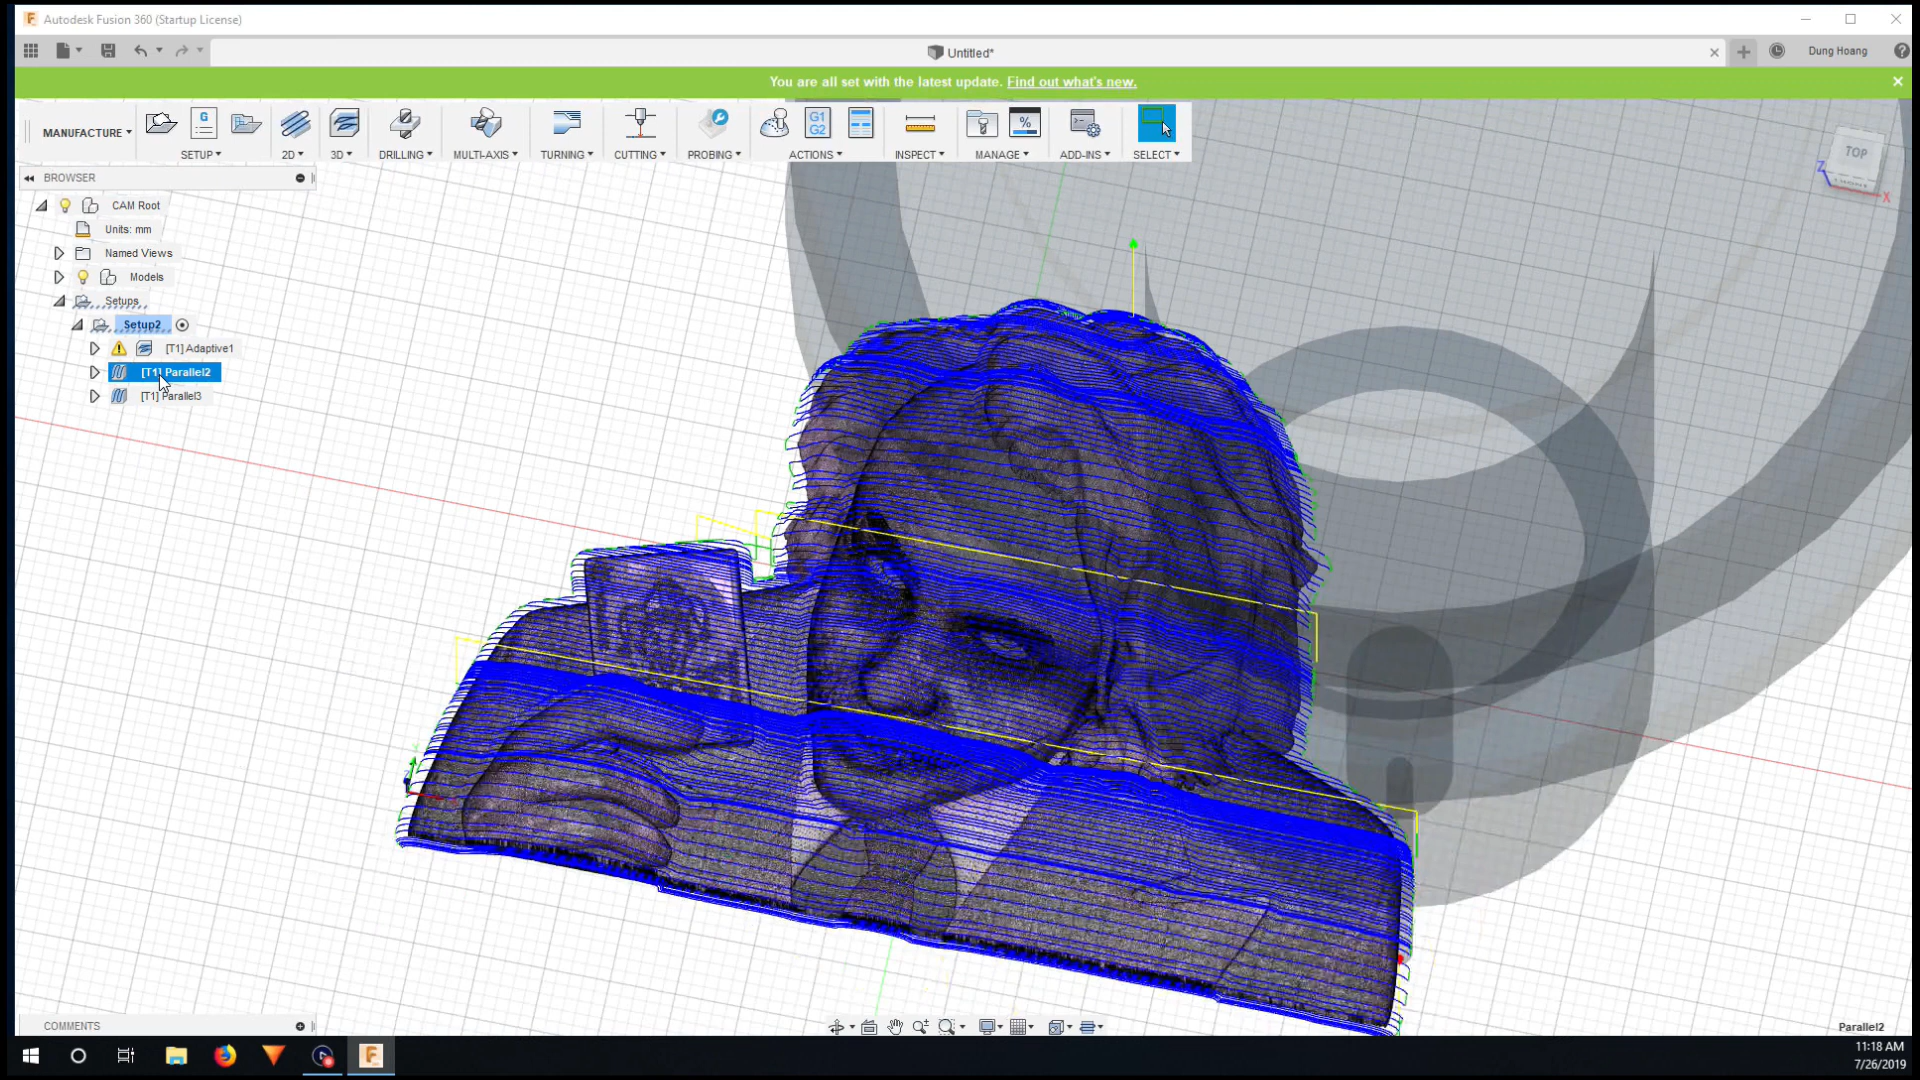 Autodesk Fusion 360 (Startup License)
Untitled*
Dung Hoang
You are all set with the latest update. Find out what's new.
MANUFACTURE
SETUP
2D
3D
DRILLING
MULTI-AXIS
TURNING
CUTTING
PROBING
G1
G2
ACTIONS
INSPECT
%
MANAGE
ADD-INS
SELECT
G
BROWSER
TOP
Z
X
CAM Root
Units: mm
Named Views
Models
Setups
Setup2
[T1] Adaptive1
[T1] Parallel2
[T1] Parallel3
COMMENTS
Parallel2
11:18 AM
7/26/2019